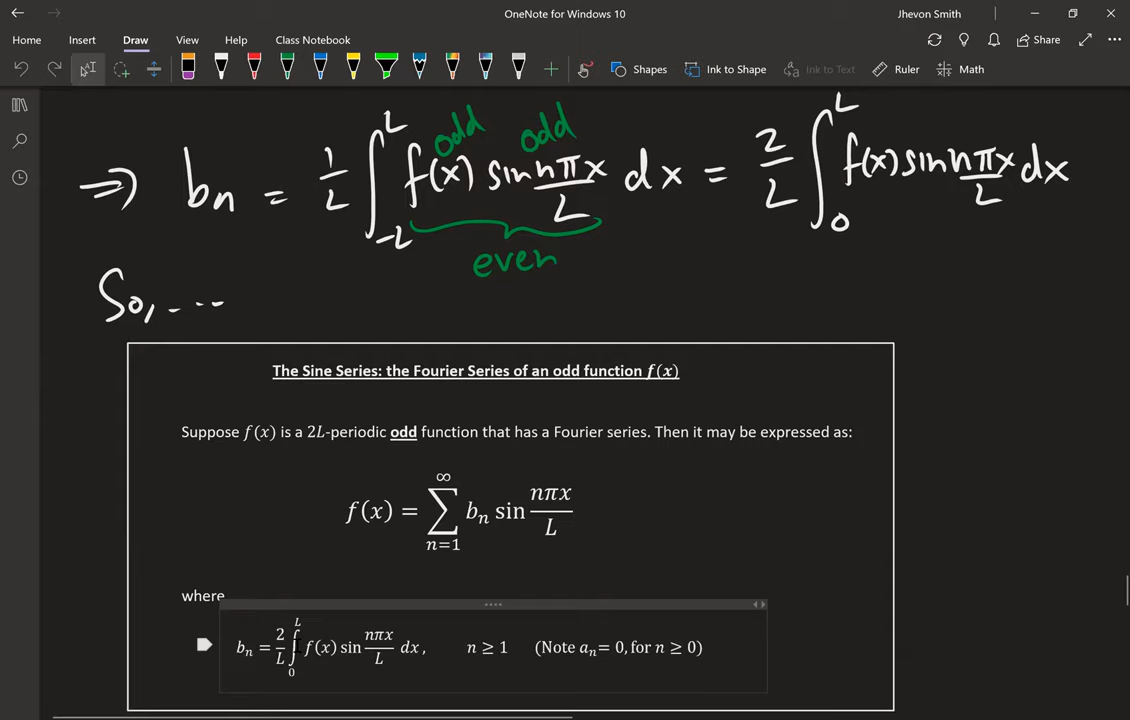 OneNote for Windows 10
Jhevon Smith
Home Insert Draw View Help Class Notebook
Share
Shapes Ink to Shape Ink to Text Ruler Math
⇒ bn = 1/L ∫_{-L}^{L} f(x) sin nπx/L dx = 2/L ∫_0^L f(x) sin nπx/L dx
odd odd
even
So, ....
The Sine Series: the Fourier Series of an odd function f(x)
Suppose f(x) is a 2L-periodic odd function that has a Fourier series. Then it may be expressed as:
f(x) = ∑_{n=1}^{∞} b_n sin nπx/L
where
b_n = 2/L ∫_0^L f(x) sin nπx/L dx, n ≥ 1 (Note a_n = 0, for n ≥ 0)